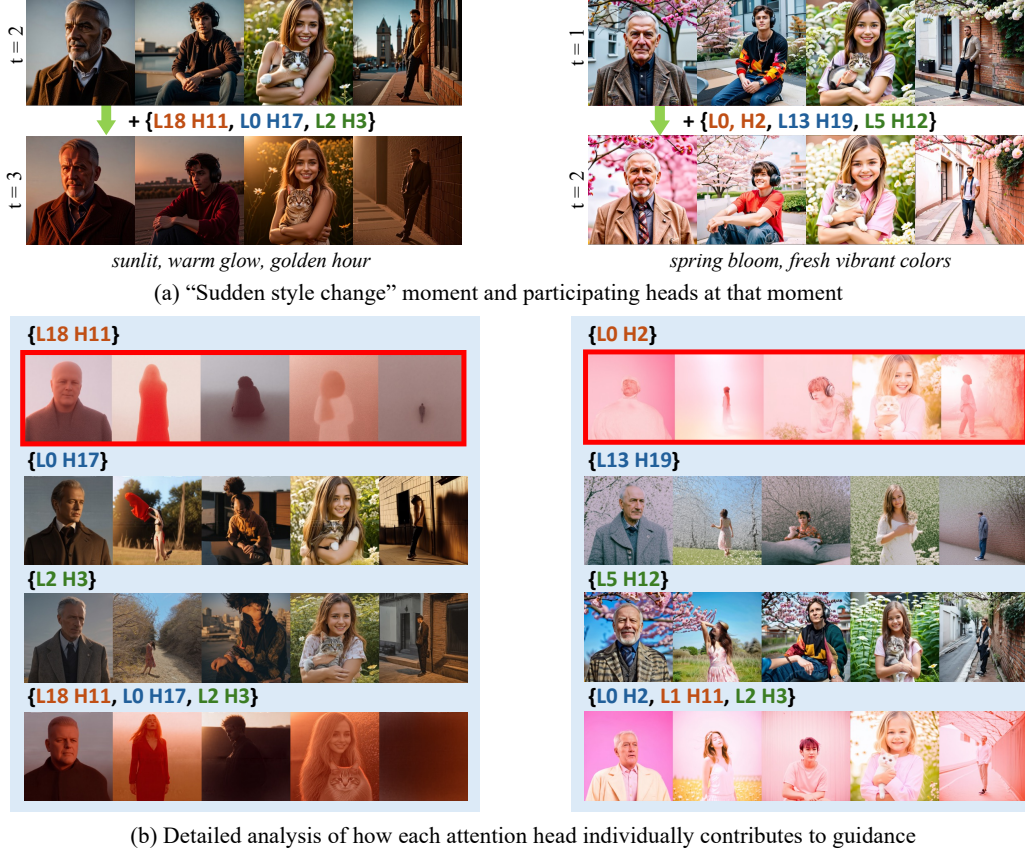 t = 2
+ {L18 H11, L0 H17, L2 H3}
t = 3
sunlit, warm glow, golden hour
t = 1
+ {L0, H2, L13 H19, L5 H12}
t = 2
spring bloom, fresh vibrant colors
(a) “Sudden style change” moment and participating heads at that moment
{L18 H11}
{L0 H17}
{L2 H3}
{L18 H11, L0 H17, L2 H3}
{L0 H2}
{L13 H19}
{L5 H12}
{L0 H2, L1 H11, L2 H3}
(b) Detailed analysis of how each attention head individually contributes to guidance